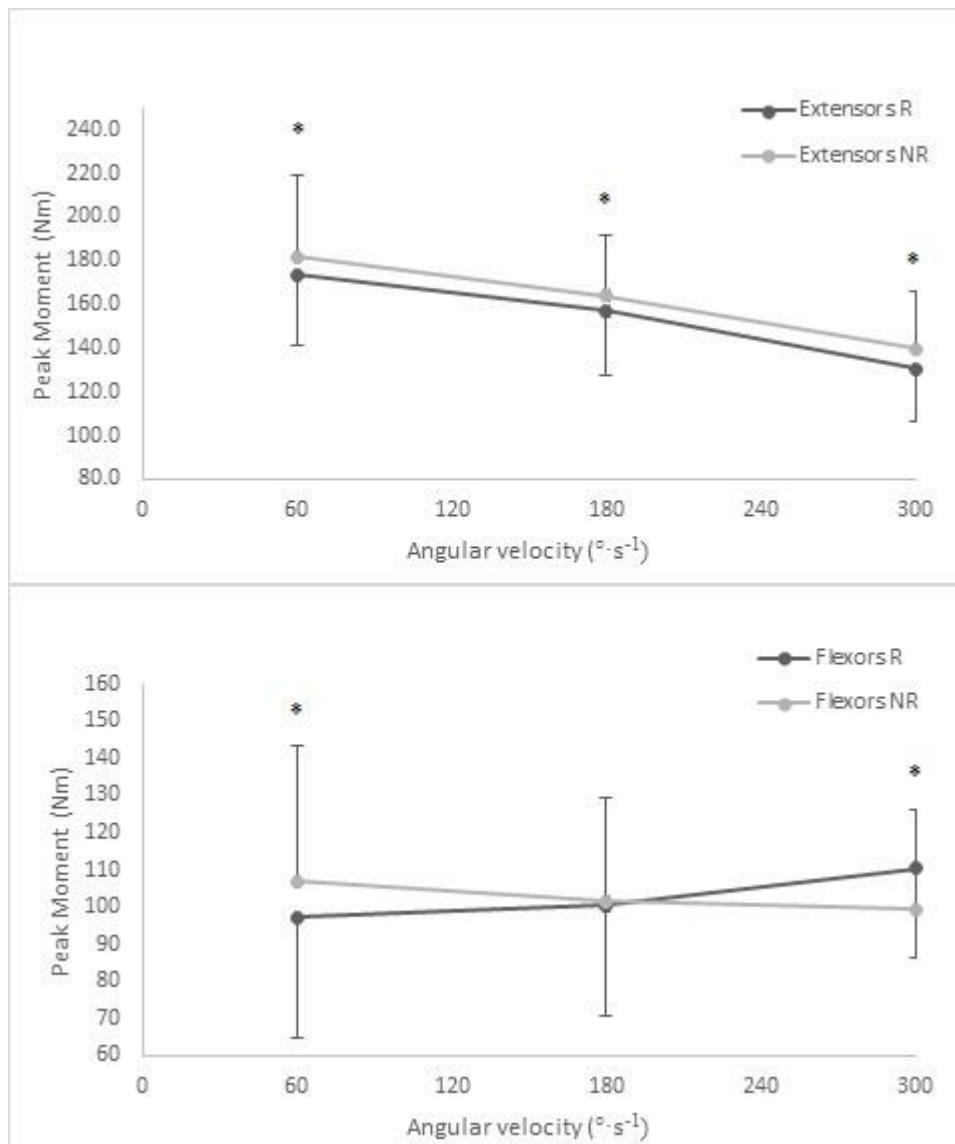 Extensors R
Extensors NR
*
*
*
240.0
220.0
200.0
180.0
160.0
140.0
120.0
100.0
80.0
Peak Moment (Nm)
0 60 120 180 240 300
Angular velocity (°·s⁻¹)
Flexors R
Flexors NR
*
*
160
150
140
130
120
110
100
90
80
70
60
Peak Moment (Nm)
0 60 120 180 240 300
Angular velocity (°·s⁻¹)